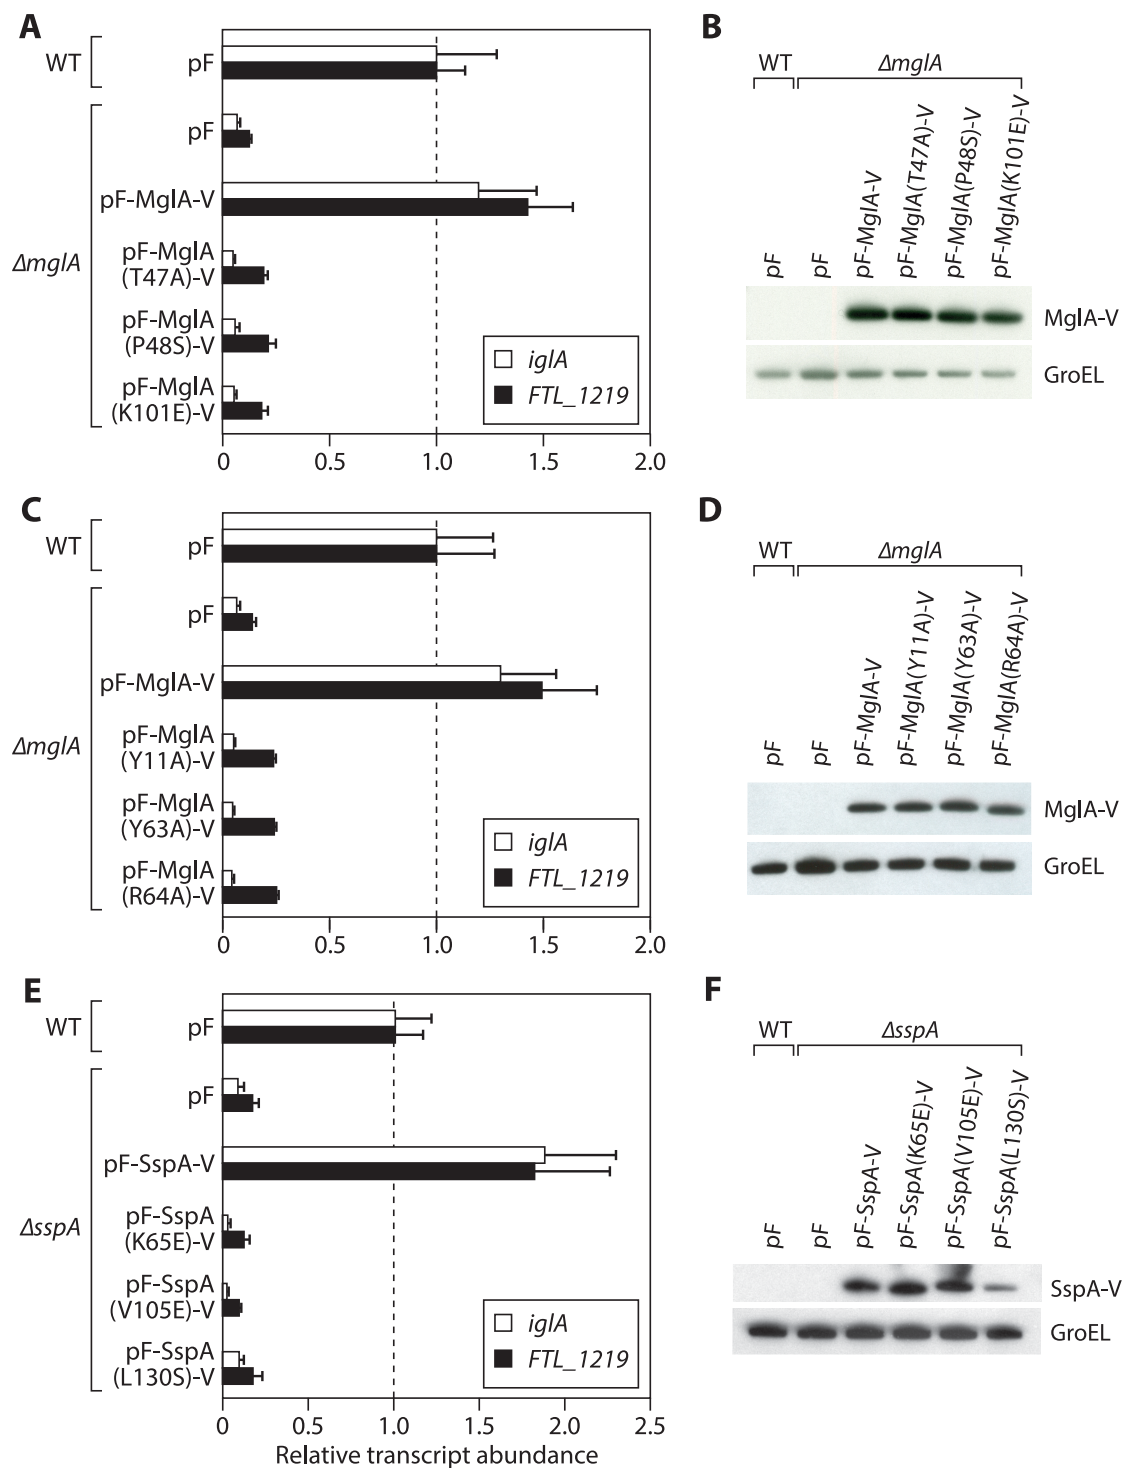 A
WT
pF
pF
pF-MglA-V
ΔmglA
pF-MglA
(T47A)-V
pF-MglA
(P48S)-V
pF-MglA
(K101E)-V
iglA
FTL_1219
0
0.5
1.0
1.5
2.0
B
WT
ΔmglA
pF
pF
pF-MglA-V
pF-MglA(T47A)-V
pF-MglA(P48S)-V
pF-MglA(K101E)-V
MglA-V
GroEL
C
WT
pF
pF
pF-MglA-V
ΔmglA
pF-MglA
(Y11A)-V
pF-MglA
(Y63A)-V
pF-MglA
(R64A)-V
iglA
FTL_1219
0
0.5
1.0
1.5
2.0
D
WT
ΔmglA
pF
pF
pF-MglA-V
pF-MglA(Y11A)-V
pF-MglA(Y63A)-V
pF-MglA(R64A)-V
MglA-V
GroEL
E
WT
pF
pF
pF-SspA-V
ΔsspA
pF-SspA
(K65E)-V
pF-SspA
(V105E)-V
pF-SspA
(L130S)-V
iglA
FTL_1219
0
0.5
1.0
1.5
2.0
2.5
Relative transcript abundance
F
WT
ΔsspA
pF
pF
pF-SspA-V
pF-SspA(K65E)-V
pF-SspA(V105E)-V
pF-SspA(L130S)-V
SspA-V
GroEL